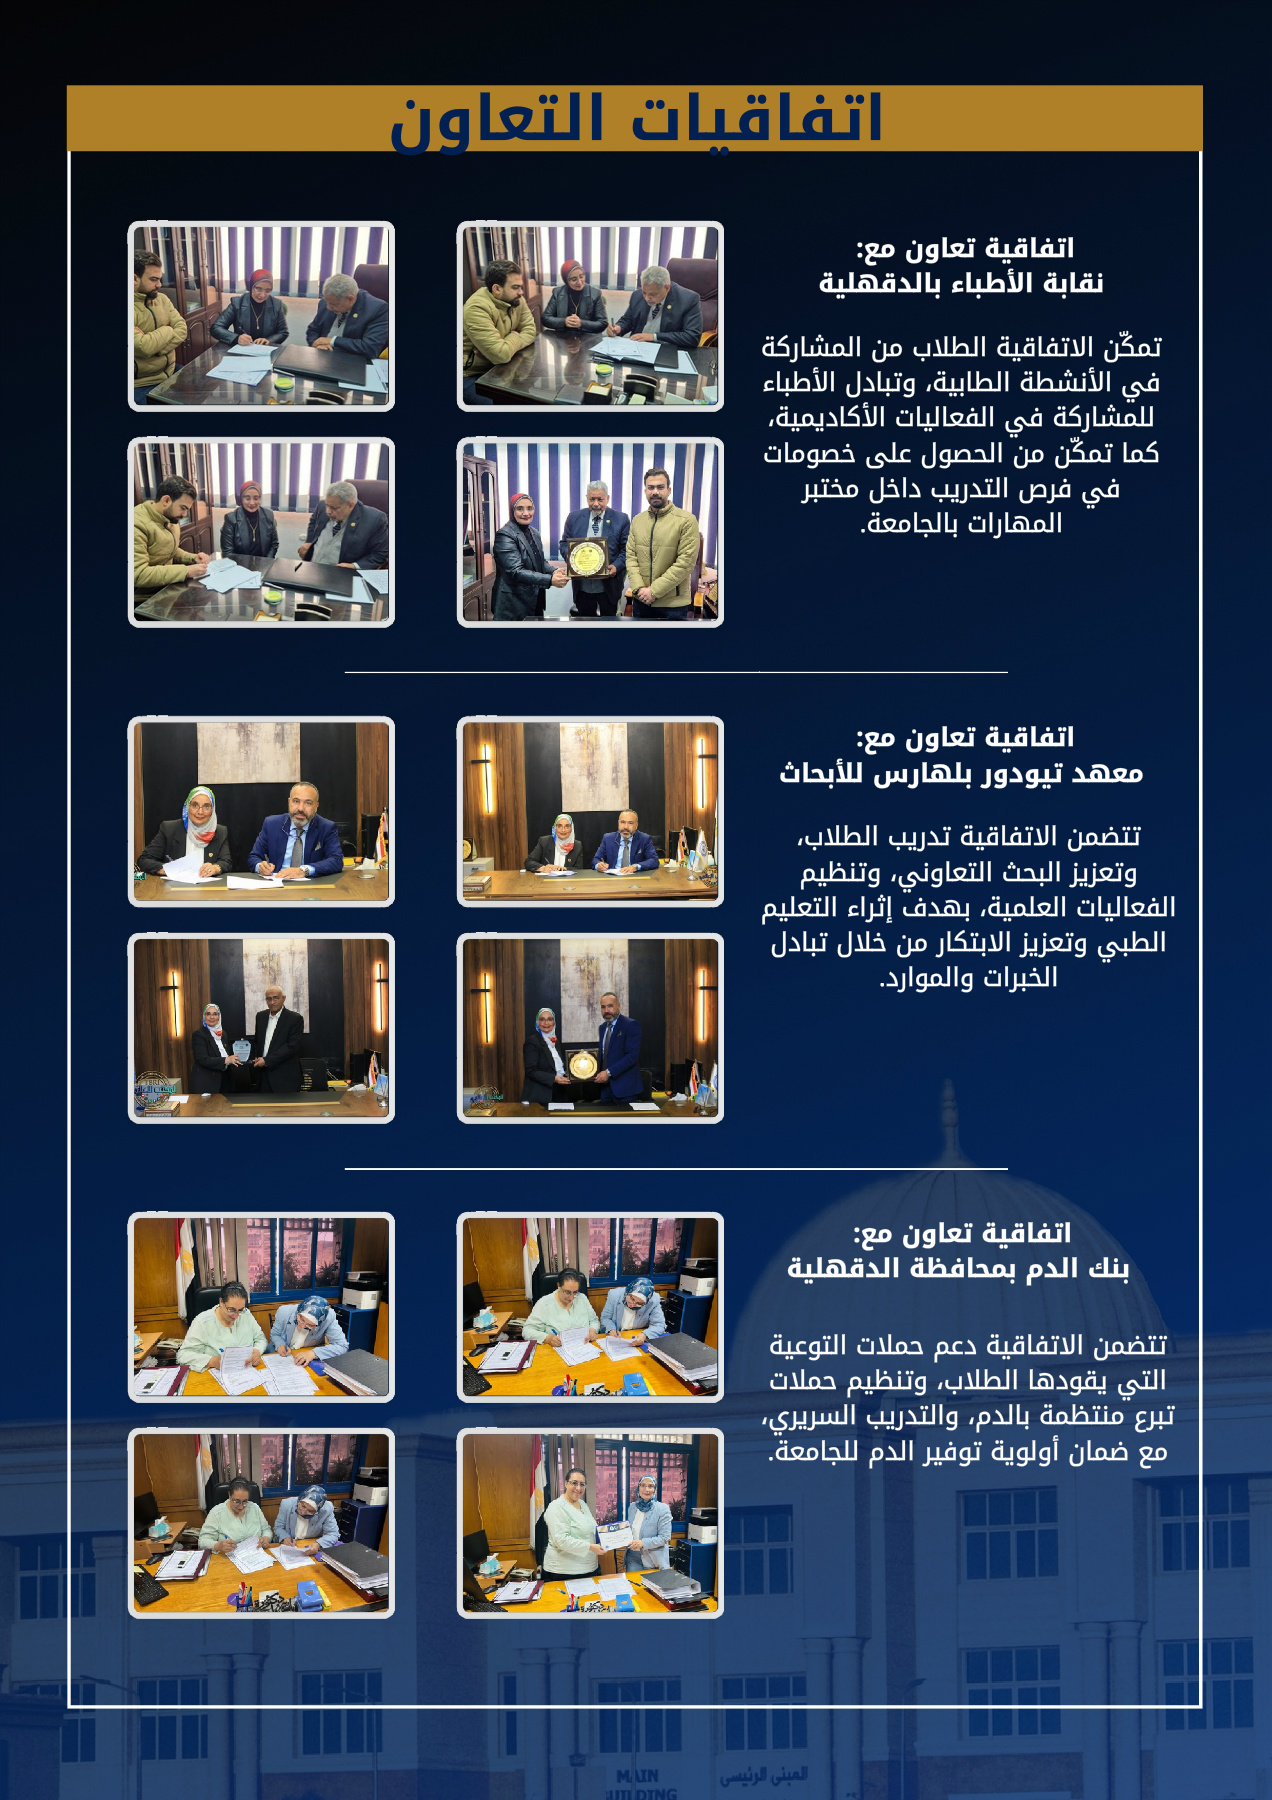 اتفاقيات التعاون
اتفاقية تعاون مع:
نقابة الأطباء بالدقهلية
تمكّن الاتفاقية الطلاب من المشاركة
في الأنشطة الطابية، وتبادل الأطباء
للمشاركة في الفعاليات الأكاديمية،
كما تمكّن من الحصول على خصومات
في فرص التدريب داخل مختبر
المهارات بالجامعة.
اتفاقية تعاون مع:
معهد تيودور بلهارس للأبحاث
تتضمن الاتفاقية تدريب الطلاب،
وتعزيز البحث التعاوني، وتنظيم
الفعاليات العلمية، بهدف إثراء التعليم
الطبي وتعزيز الابتكار من خلال تبادل
الخبرات والموارد.
اتفاقية تعاون مع:
بنك الدم بمحافظة الدقهلية
تتضمن الاتفاقية دعم حملات التوعية
التي يقودها الطلاب، وتنظيم حملات
تبرع منتظمة بالدم، والتدريب السريري،
مع ضمان أولوية توفير الدم للجامعة.
المبنى الرئيسي
MAIN
BUILDING